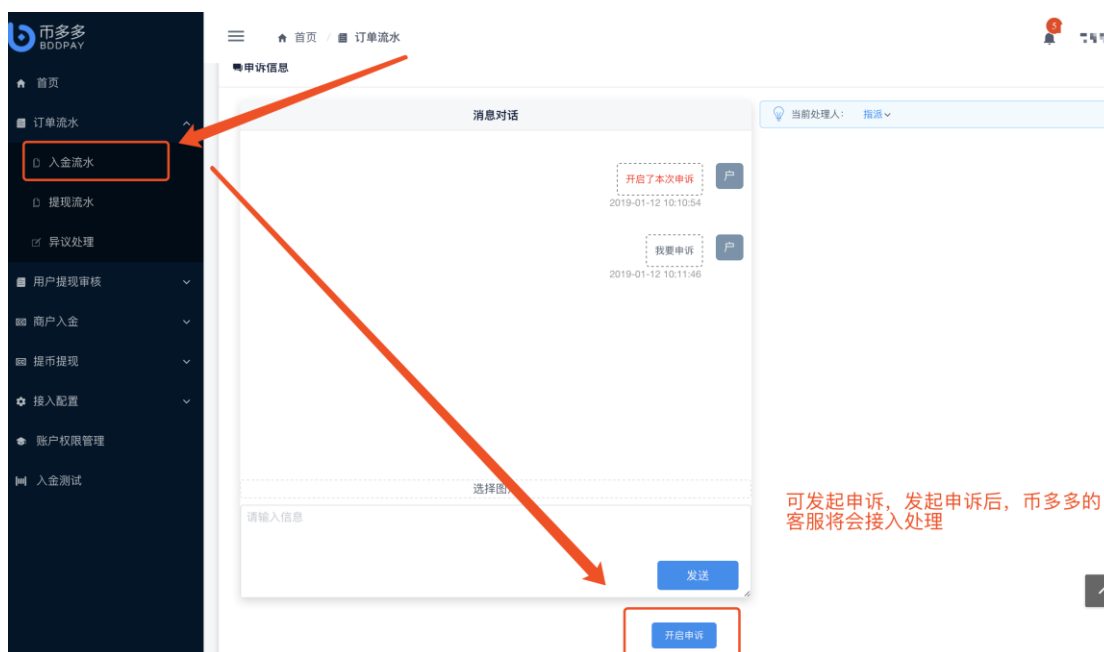 币多多
BDDPAY
首页 / 订单流水
5
申诉信息
首页
订单流水
入金流水
提现流水
异议处理
用户提现审核
商户入金
提币提现
接入配置
账户权限管理
入金测试
消息对话
当前处理人： 指派
开启了本次申诉
户
2019-01-12 10:10:54
我要申诉
户
2019-01-12 10:11:46
选择图
请输入信息
发送
开启申诉
可发起申诉，发起申诉后，币多多的
客服将会接入处理